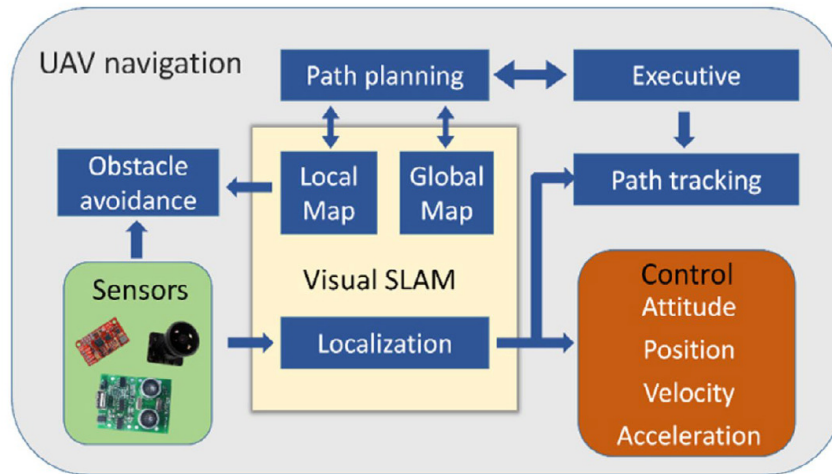 UAV navigation
Path planning
Executive
Obstacle
avoidance
Local
Map
Global
Map
Path tracking
Sensors
Visual SLAM
Localization
Control
Attitude
Position
Velocity
Acceleration